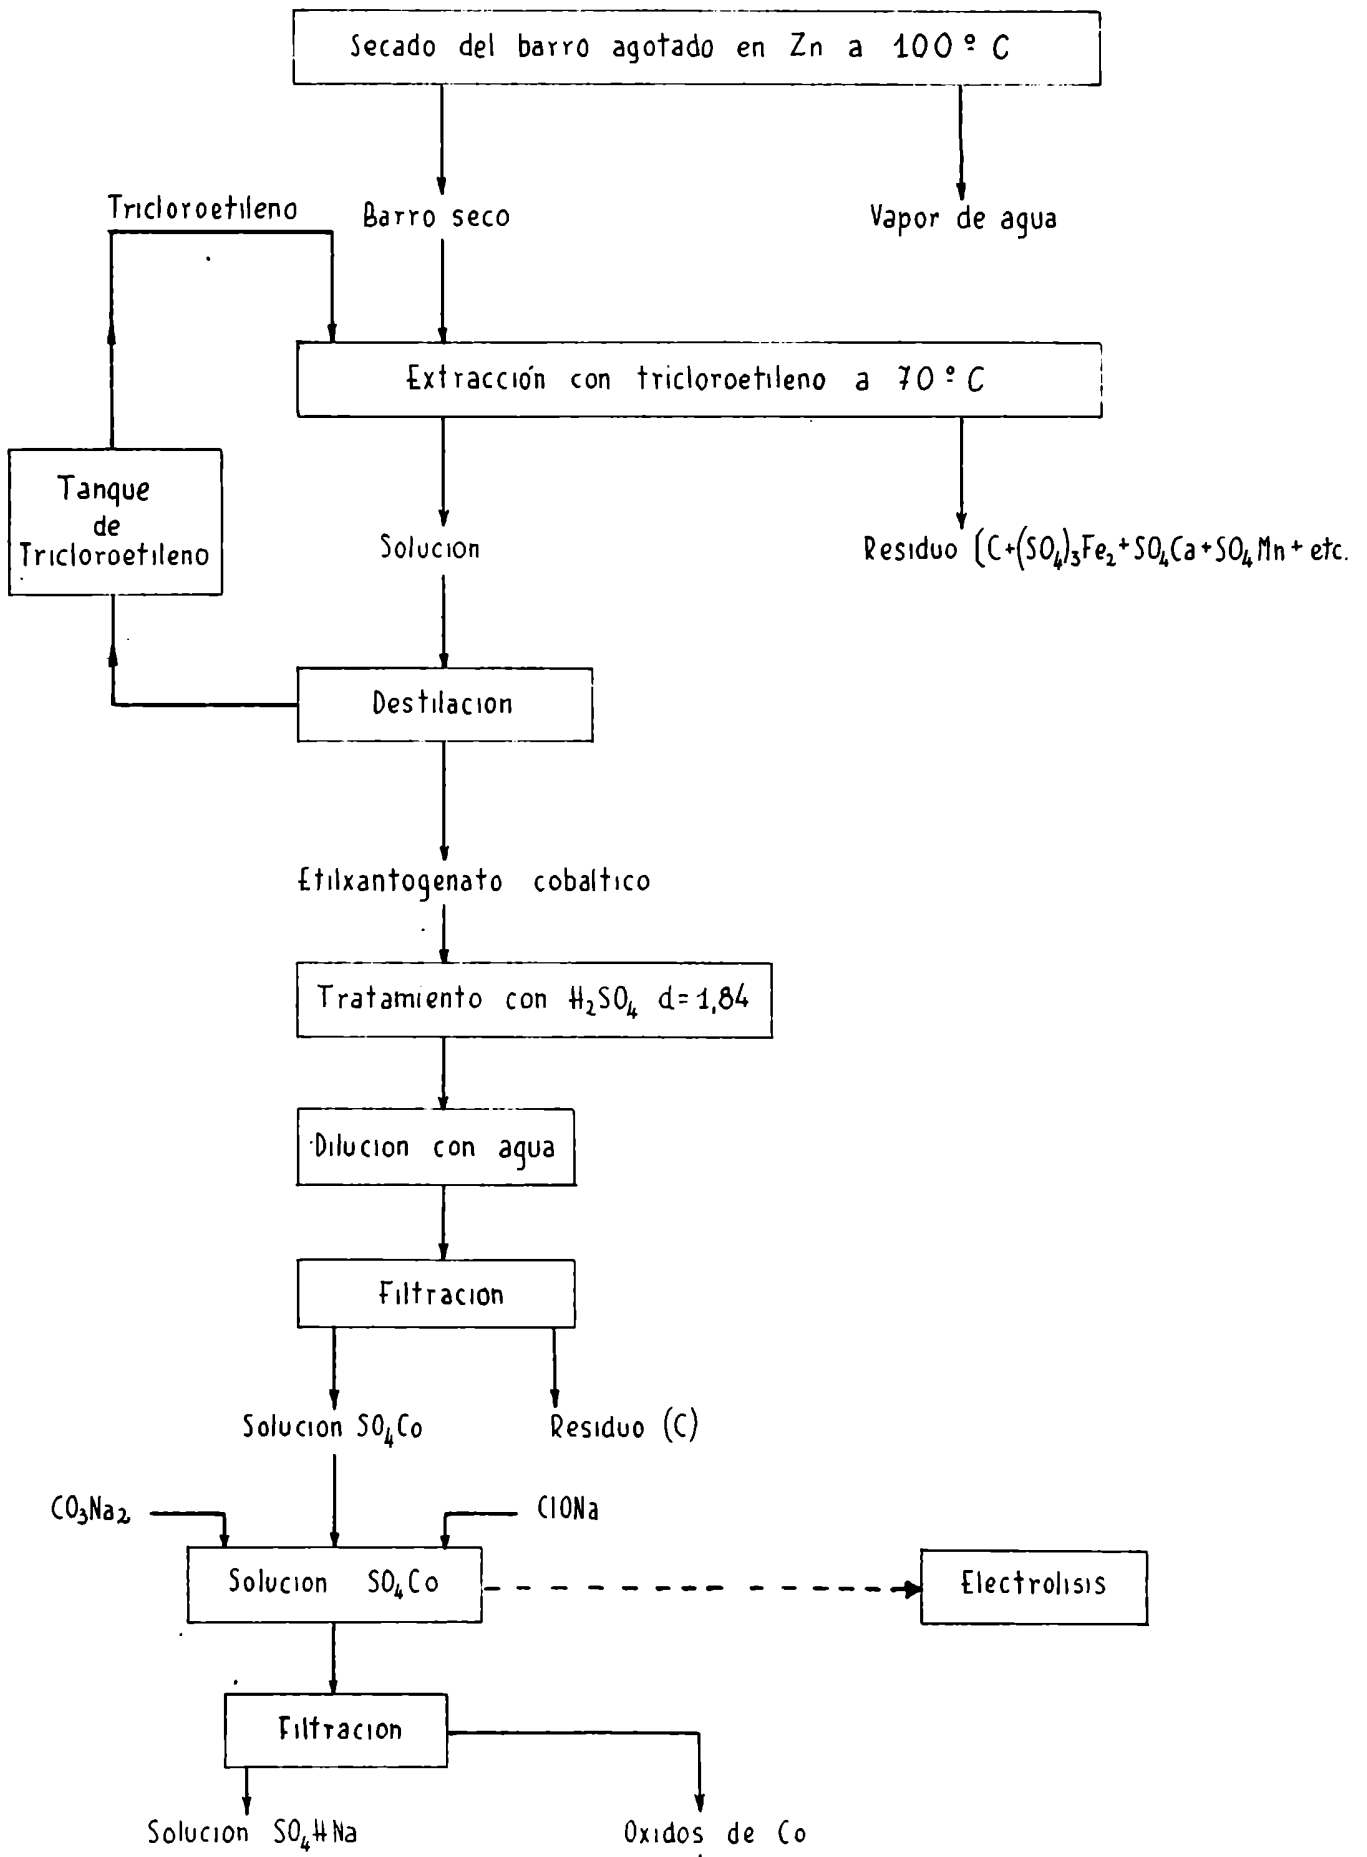 Secado del barro agotado en Zn a 100º C
Tricloroetileno
Barro seco
Vapor de agua
Extracción con tricloroetileno a 70º C
Tanque
de
Tricloroetileno
Solucion
Residuo (C+(SO₄)₃Fe₂+SO₄Ca+SO₄Mn+etc.
Destilacion
Etilxantogenato cobaltico
Tratamiento con H₂SO₄ d=1,84
Dilucion con agua
Filtracion
Solucion SO₄Co
Residuo (C)
CO₃Na₂
ClONa
Solucion SO₄Co
Electrolisis
Filtracion
Solucion SO₄HNa
Oxidos de Co